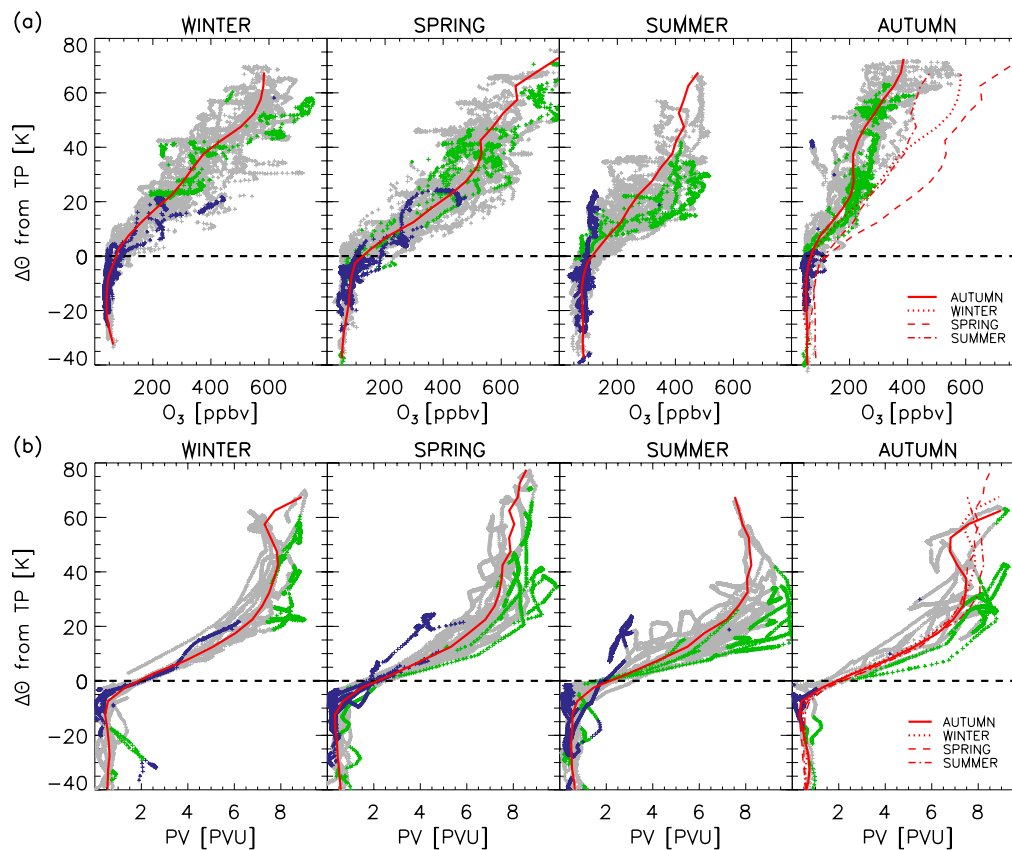 (a) WINTER SPRING SUMMER AUTUMN
80
60
40
20
0
−20
−40
ΔΘ from TP [K]
AUTUMN
WINTER
SPRING
SUMMER
200 400 600 200 400 600 200 400 600 200 400 600
O₃ [ppbv] O₃ [ppbv] O₃ [ppbv] O₃ [ppbv]
(b) WINTER SPRING SUMMER AUTUMN
80
60
40
20
0
−20
−40
ΔΘ from TP [K]
AUTUMN
WINTER
SPRING
SUMMER
2 4 6 8 2 4 6 8 2 4 6 8 2 4 6 8
PV [PVU] PV [PVU] PV [PVU] PV [PVU]